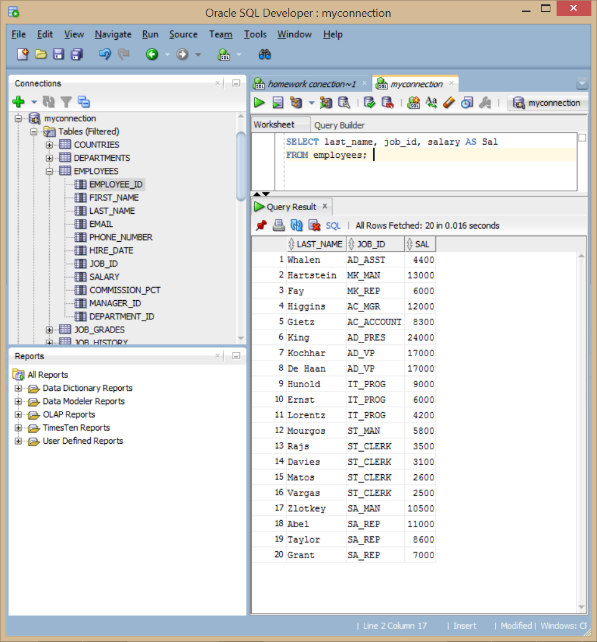 Oracle SQL Developer : myconnection
File Edit View Navigate Run Source Team Tools Window Help
Connections
myconnection
Tables (Filtered)
COUNTRIES
DEPARTMENTS
EMPLOYEES
EMPLOYEE_ID
FIRST_NAME
LAST_NAME
EMAIL
PHONE_NUMBER
HIRE_DATE
JOB_ID
SALARY
COMMISSION_PCT
MANAGER_ID
DEPARTMENT_ID
JOB_GRADES
JOB_HISTORY
Reports
All Reports
Data Dictionary Reports
Data Modeler Reports
OLAP Reports
TimesTen Reports
User Defined Reports
homework conection~1 myconnection
myconnection
Worksheet Query Builder
SELECT last_name, job_id, salary AS Sal
FROM employees;
Query Result x
SQL | All Rows Fetched: 20 in 0.016 seconds
LAST_NAME JOB_ID SAL
1 Whalen AD_ASST 4400
2 Hartstein MK_MAN 13000
3 Fay MK_REP 6000
4 Higgins AC_MGR 12000
5 Gietz AC_ACCOUNT 8300
6 King AD_PRES 24000
7 Kochhar AD_VP 17000
8 De Haan AD_VP 17000
9 Hunold IT_PROG 9000
10 Ernst IT_PROG 6000
11 Lorentz IT_PROG 4200
12 Mourgos ST_MAN 5800
13 Rajs ST_CLERK 3500
14 Davies ST_CLERK 3100
15 Matos ST_CLERK 2600
16 Vargas ST_CLERK 2500
17 Zlotkey SA_MAN 10500
18 Abel SA_REP 11000
19 Taylor SA_REP 8600
20 Grant SA_REP 7000
| Line 2 Column 17 | Insert | Modified | Windows: Cl